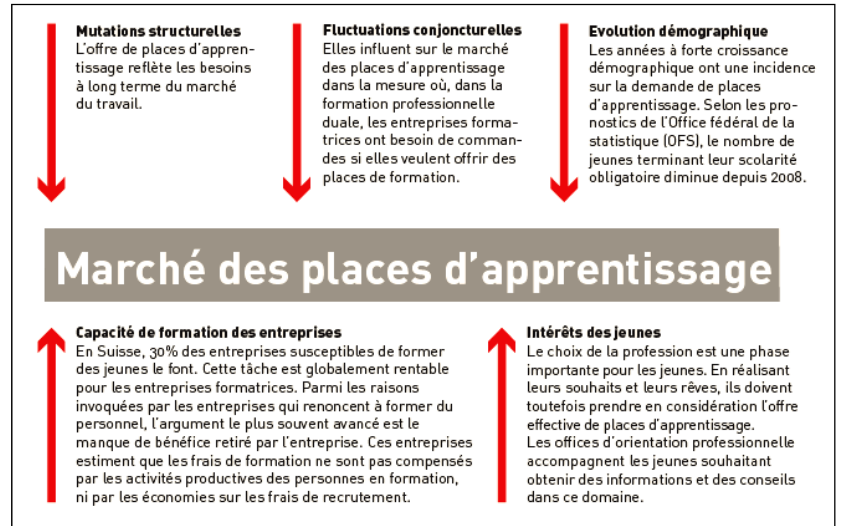 Mutations structurelles
L'offre de places d'appren-
tissage reflète les besoins
à long terme du marché
du travail.
Fluctuations conjoncturelles
Elles influent sur le marché
des places d'apprentissage
dans la mesure où, dans la
formation professionnelle
duale, les entreprises forma-
trices ont besoin de comman-
des si elles veulent offrir des
places de formation.
Evolution démographique
Les années à forte croissance
démographique ont une incidence
sur la demande de places
d'apprentissage. Selon les pro-
nostics de l'Office fédéral de la
statistique (OFS), le nombre de
jeunes terminant leur scolarité
obligatoire diminue depuis 2008.
Marché des places d'apprentissage
Capacité de formation des entreprises
En Suisse, 30% des entreprises susceptibles de former
des jeunes le font. Cette tâche est globalement rentable
pour les entreprises formatrices. Parmi les raisons
invoquées par les entreprises qui renoncent à former du
personnel, l'argument le plus souvent avancé est le
manque de bénéfice retiré par l'entreprise. Ces entreprises
estiment que les frais de formation ne sont pas compensés
par les activités productives des personnes en formation,
ni par les économies sur les frais de recrutement.
Intérêts des jeunes
Le choix de la profession est une phase
importante pour les jeunes. En réalisant
leurs souhaits et leurs rêves, ils doivent
toutefois prendre en considération l'offre
effective de places d'apprentissage.
Les offices d'orientation professionnelle
accompagnent les jeunes souhaitant
obtenir des informations et des conseils
dans ce domaine.